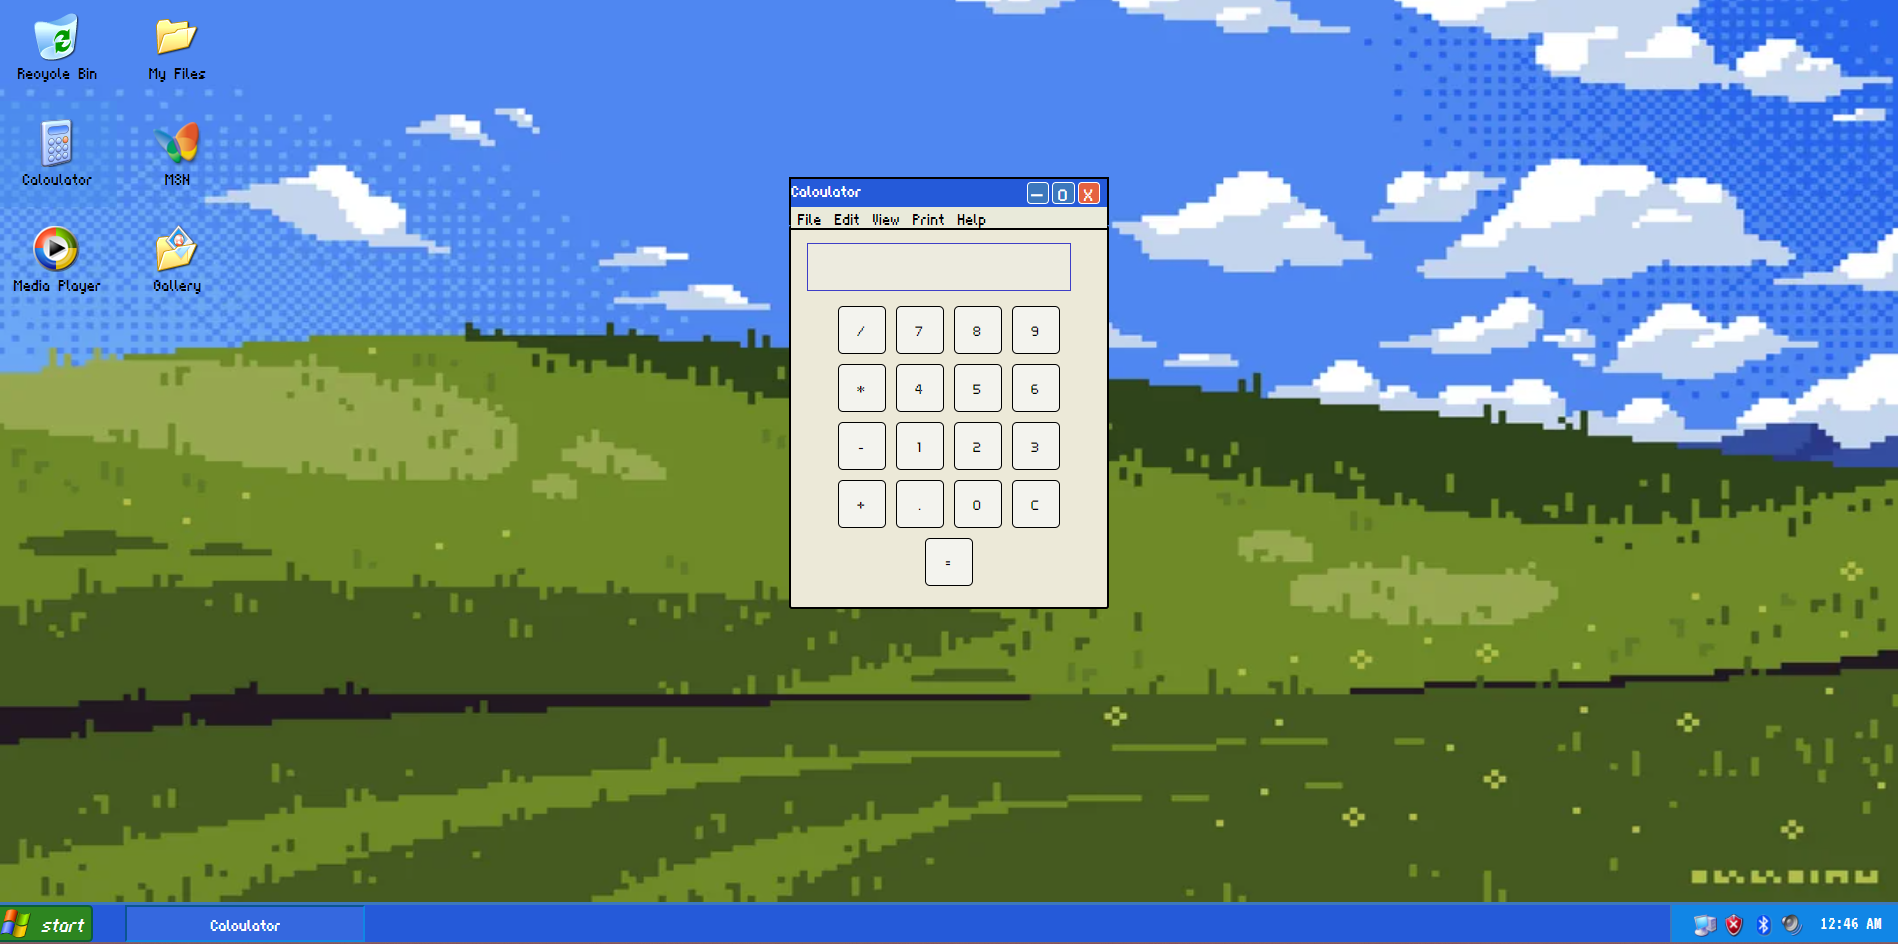 Recycle Bin
My Files
Calculator
MSN
Media Player
Gallery
Calculator
File Edit View Print Help
/ 7 8 9
* 4 5 6
- 1 2 3
+ . 0 C
=
start
Calculator
12:46 AM